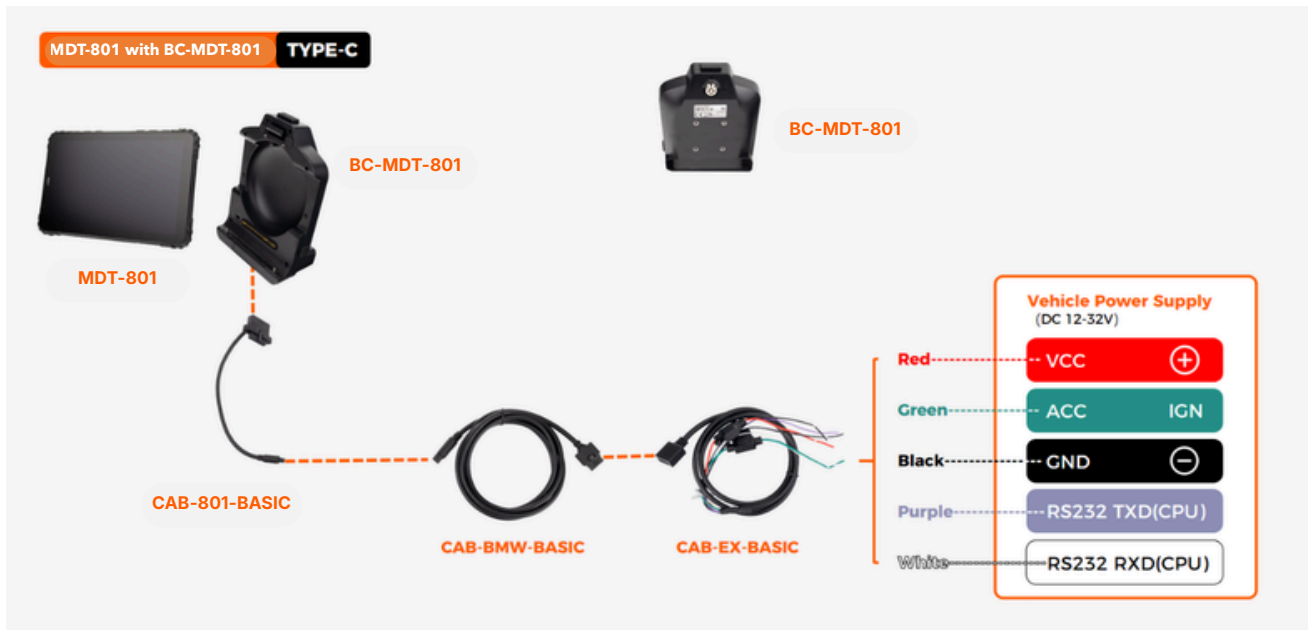 MDT-801 with BC-MDT-801 TYPE-C
BC-MDT-801
BC-MDT-801
MDT-801
Vehicle Power Supply
(DC 12-32V)
Red VCC +
Green ACC IGN
Black GND −
Purple RS232 TXD(CPU)
White RS232 RXD(CPU)
CAB-801-BASIC
CAB-BMW-BASIC
CAB-EX-BASIC